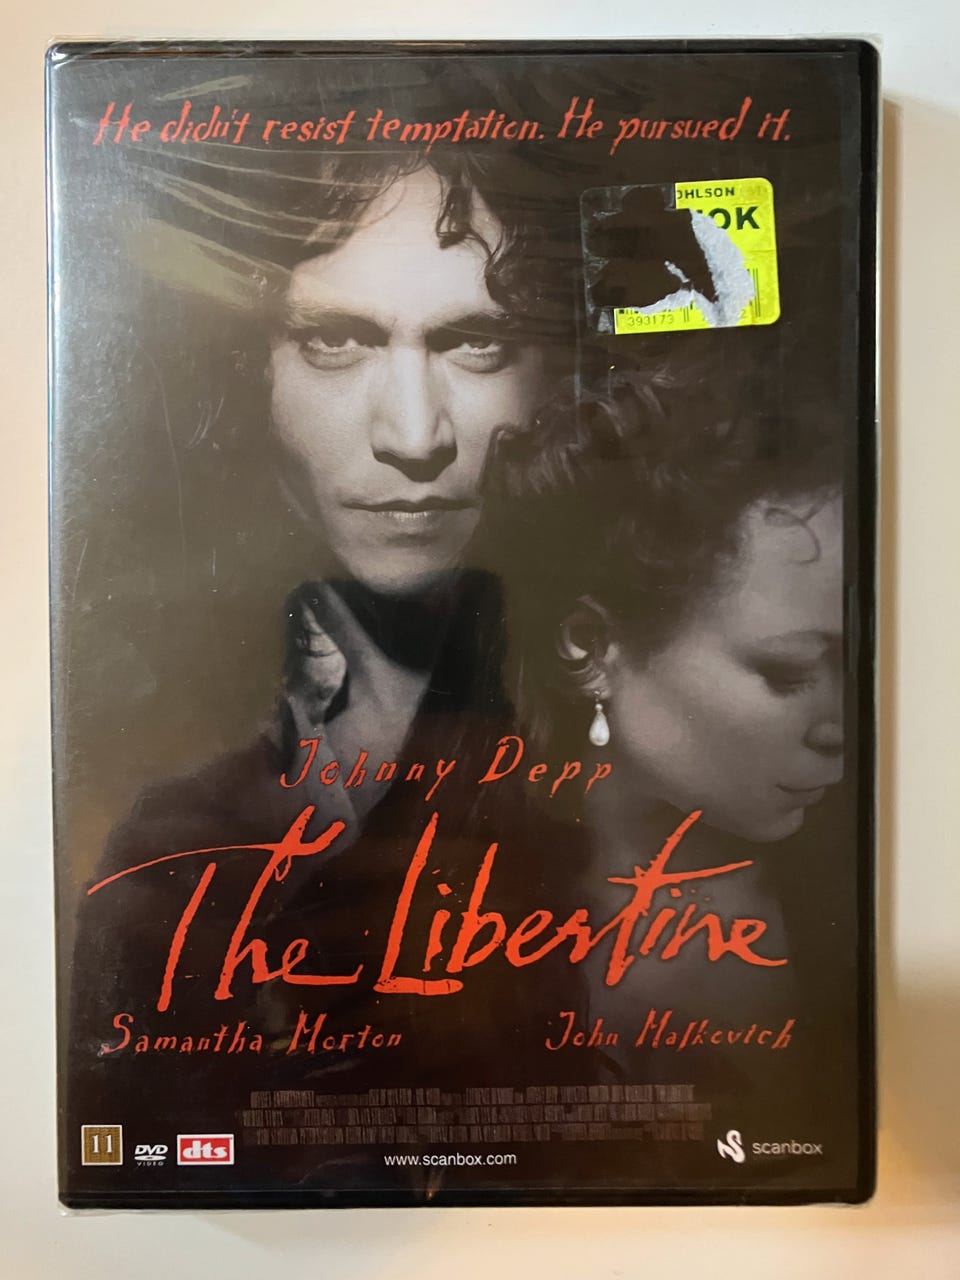 He didn't resist temptation. He pursued it.
OHLSON
OK
393173
Johnny Depp
The Libertine
Samantha Morton
John Malkovich
11
DVD
VIDEO
dts
www.scanbox.com
scanbox